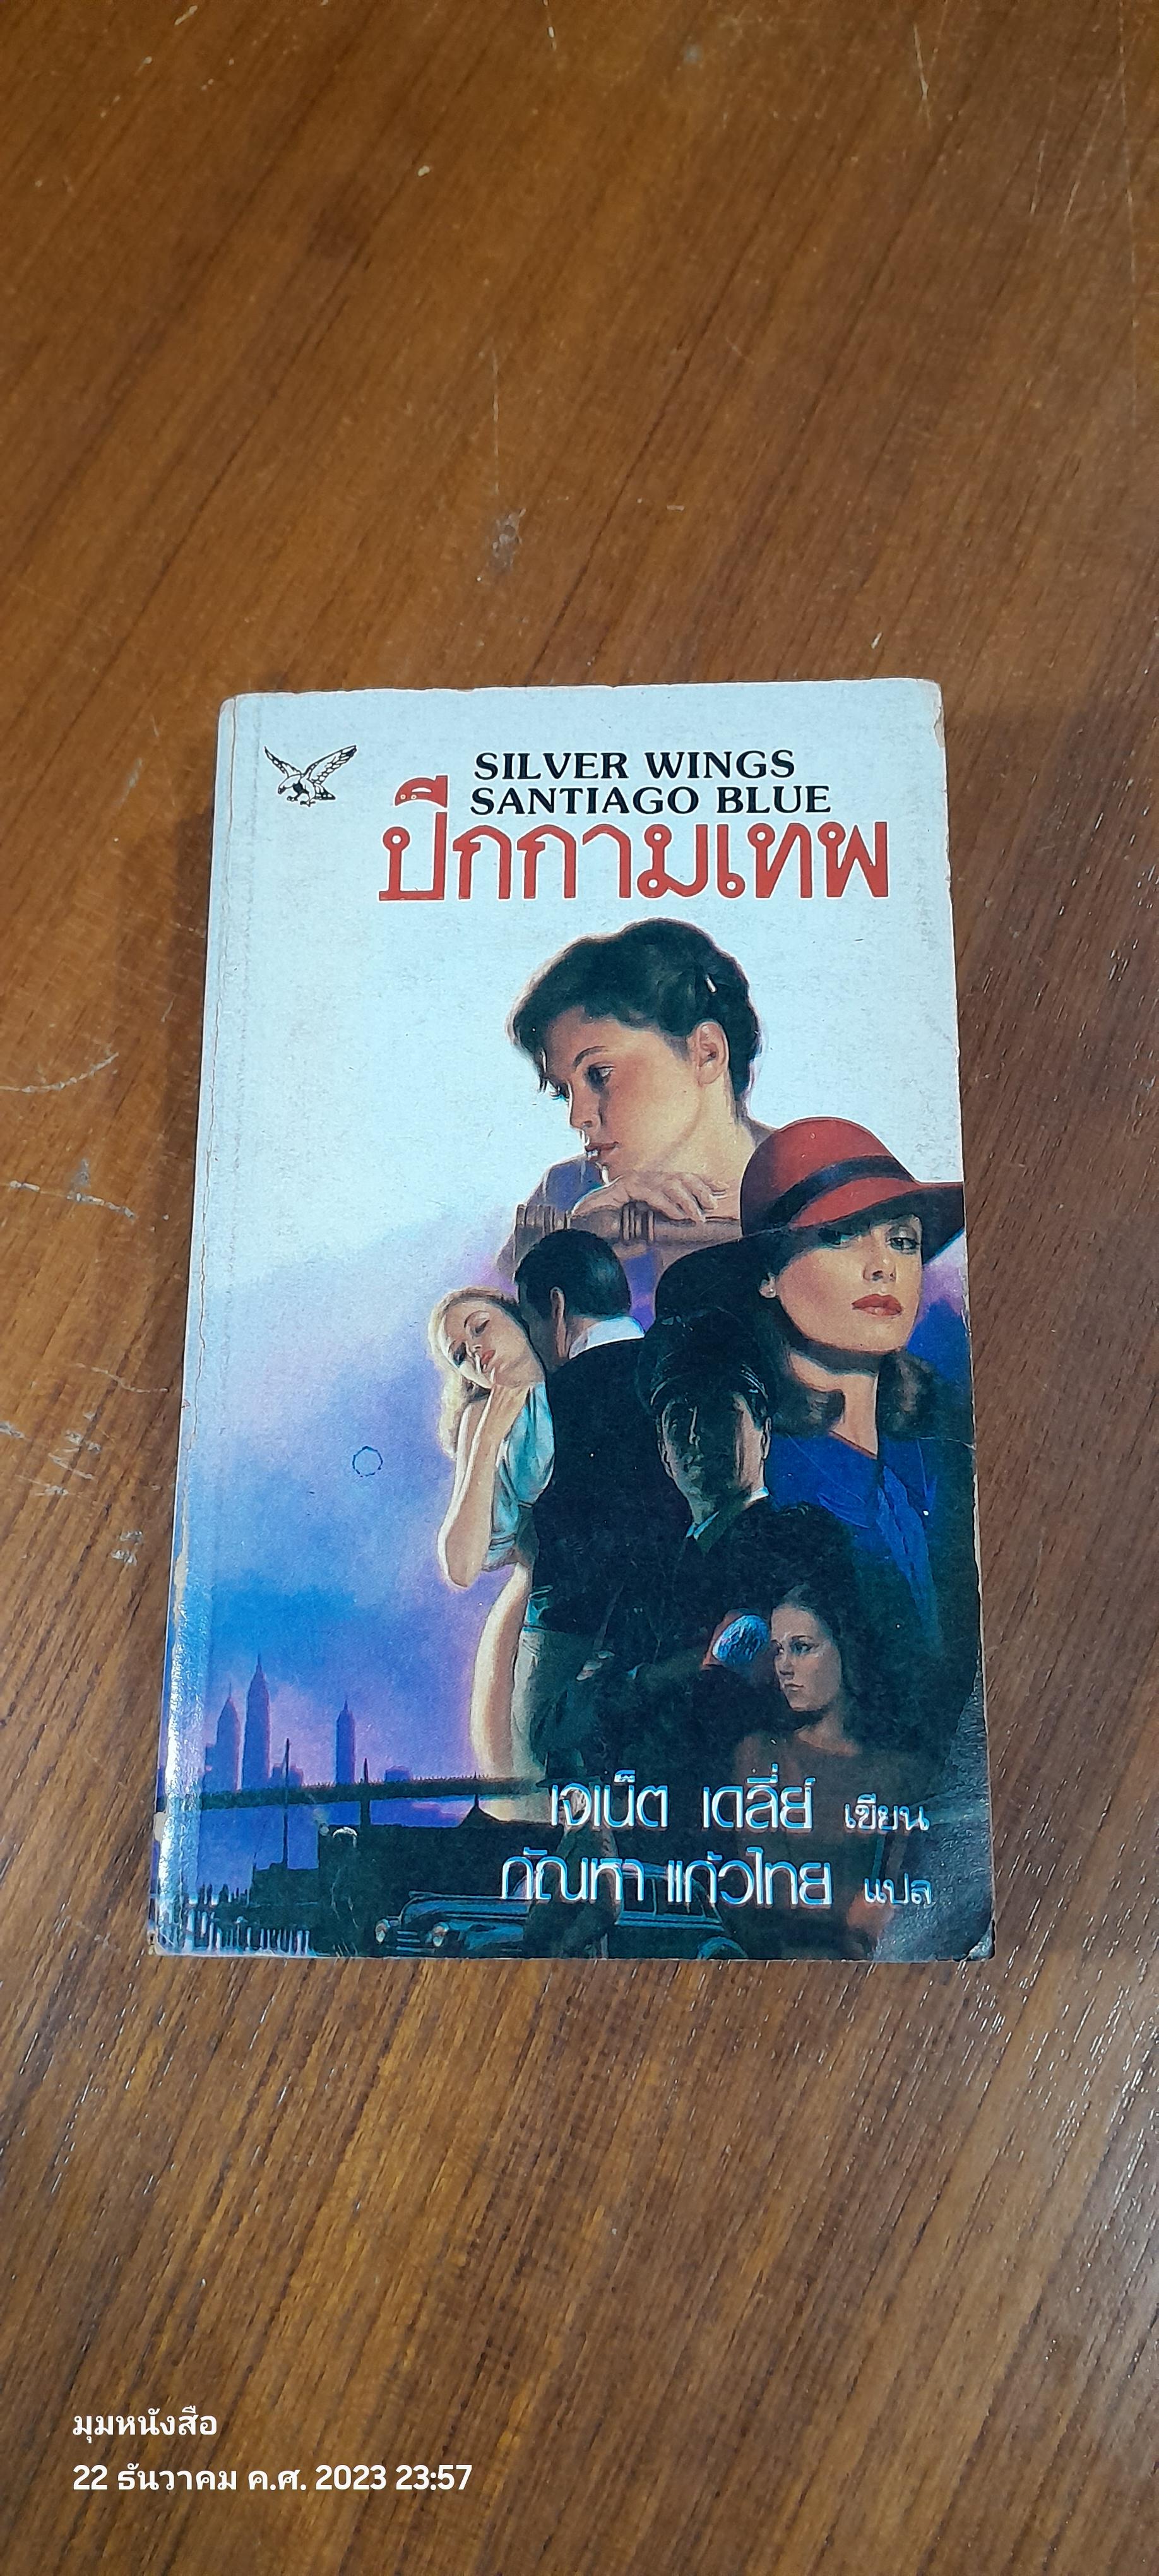 SILVER WINGS
SANTIAGO BLUE
ปีกกามเทพ
เจเน็ต เดลี่ย์ เขียน
กัณหา แก้วไทย แปล
มุมหนังสือ
22 ธันวาคม ค.ศ. 2023 23:57